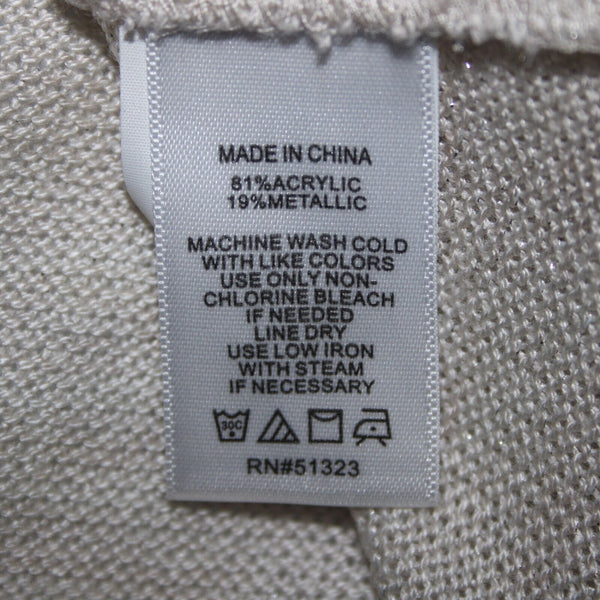 MADE IN CHINA
81%ACRYLIC
19%METALLIC
MACHINE WASH COLD
WITH LIKE COLORS
USE ONLY NON-
CHLORINE BLEACH
IF NEEDED
LINE DRY
USE LOW IRON
WITH STEAM
IF NECESSARY
30C
RN#51323